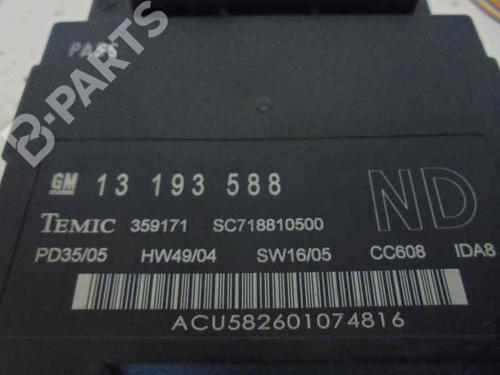 PASS
B-PARTS
GM 13 193 588 ND
TEMIC 359171 SC718810500
PD35/05 HW49/04 SW16/05 CC608 IDA8
ACU582601074816